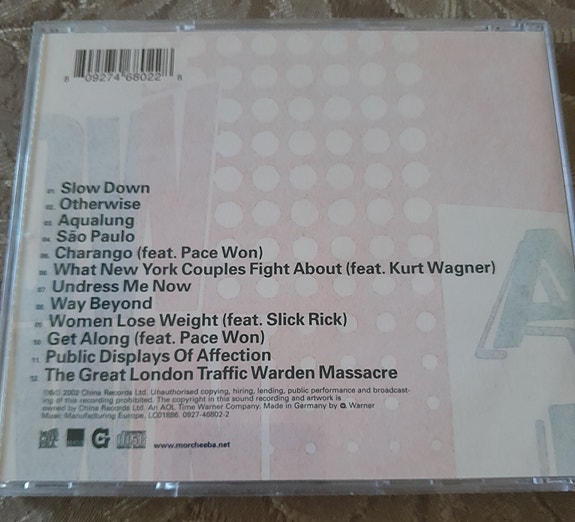 8 09274 68022 8
01. Slow Down
02. Otherwise
03. Aqualung
04. São Paulo
05. Charango (feat. Pace Won)
06. What New York Couples Fight About (feat. Kurt Wagner)
07. Undress Me Now
08. Way Beyond
09. Women Lose Weight (feat. Slick Rick)
10. Get Along (feat. Pace Won)
11. Public Displays Of Affection
12. The Great London Traffic Warden Massacre
℗&© 2002 China Records Ltd. Unauthorised copying, hiring, lending, public performance and broadcast-
ing of this recording prohibited. The copyright in this sound recording and artwork is
owned by China Records Ltd. An AOL Time Warner Company. Made in Germany by Warner
Music Manufacturing Europe. LC01886. 0927-46802-2
www.morcheeba.net